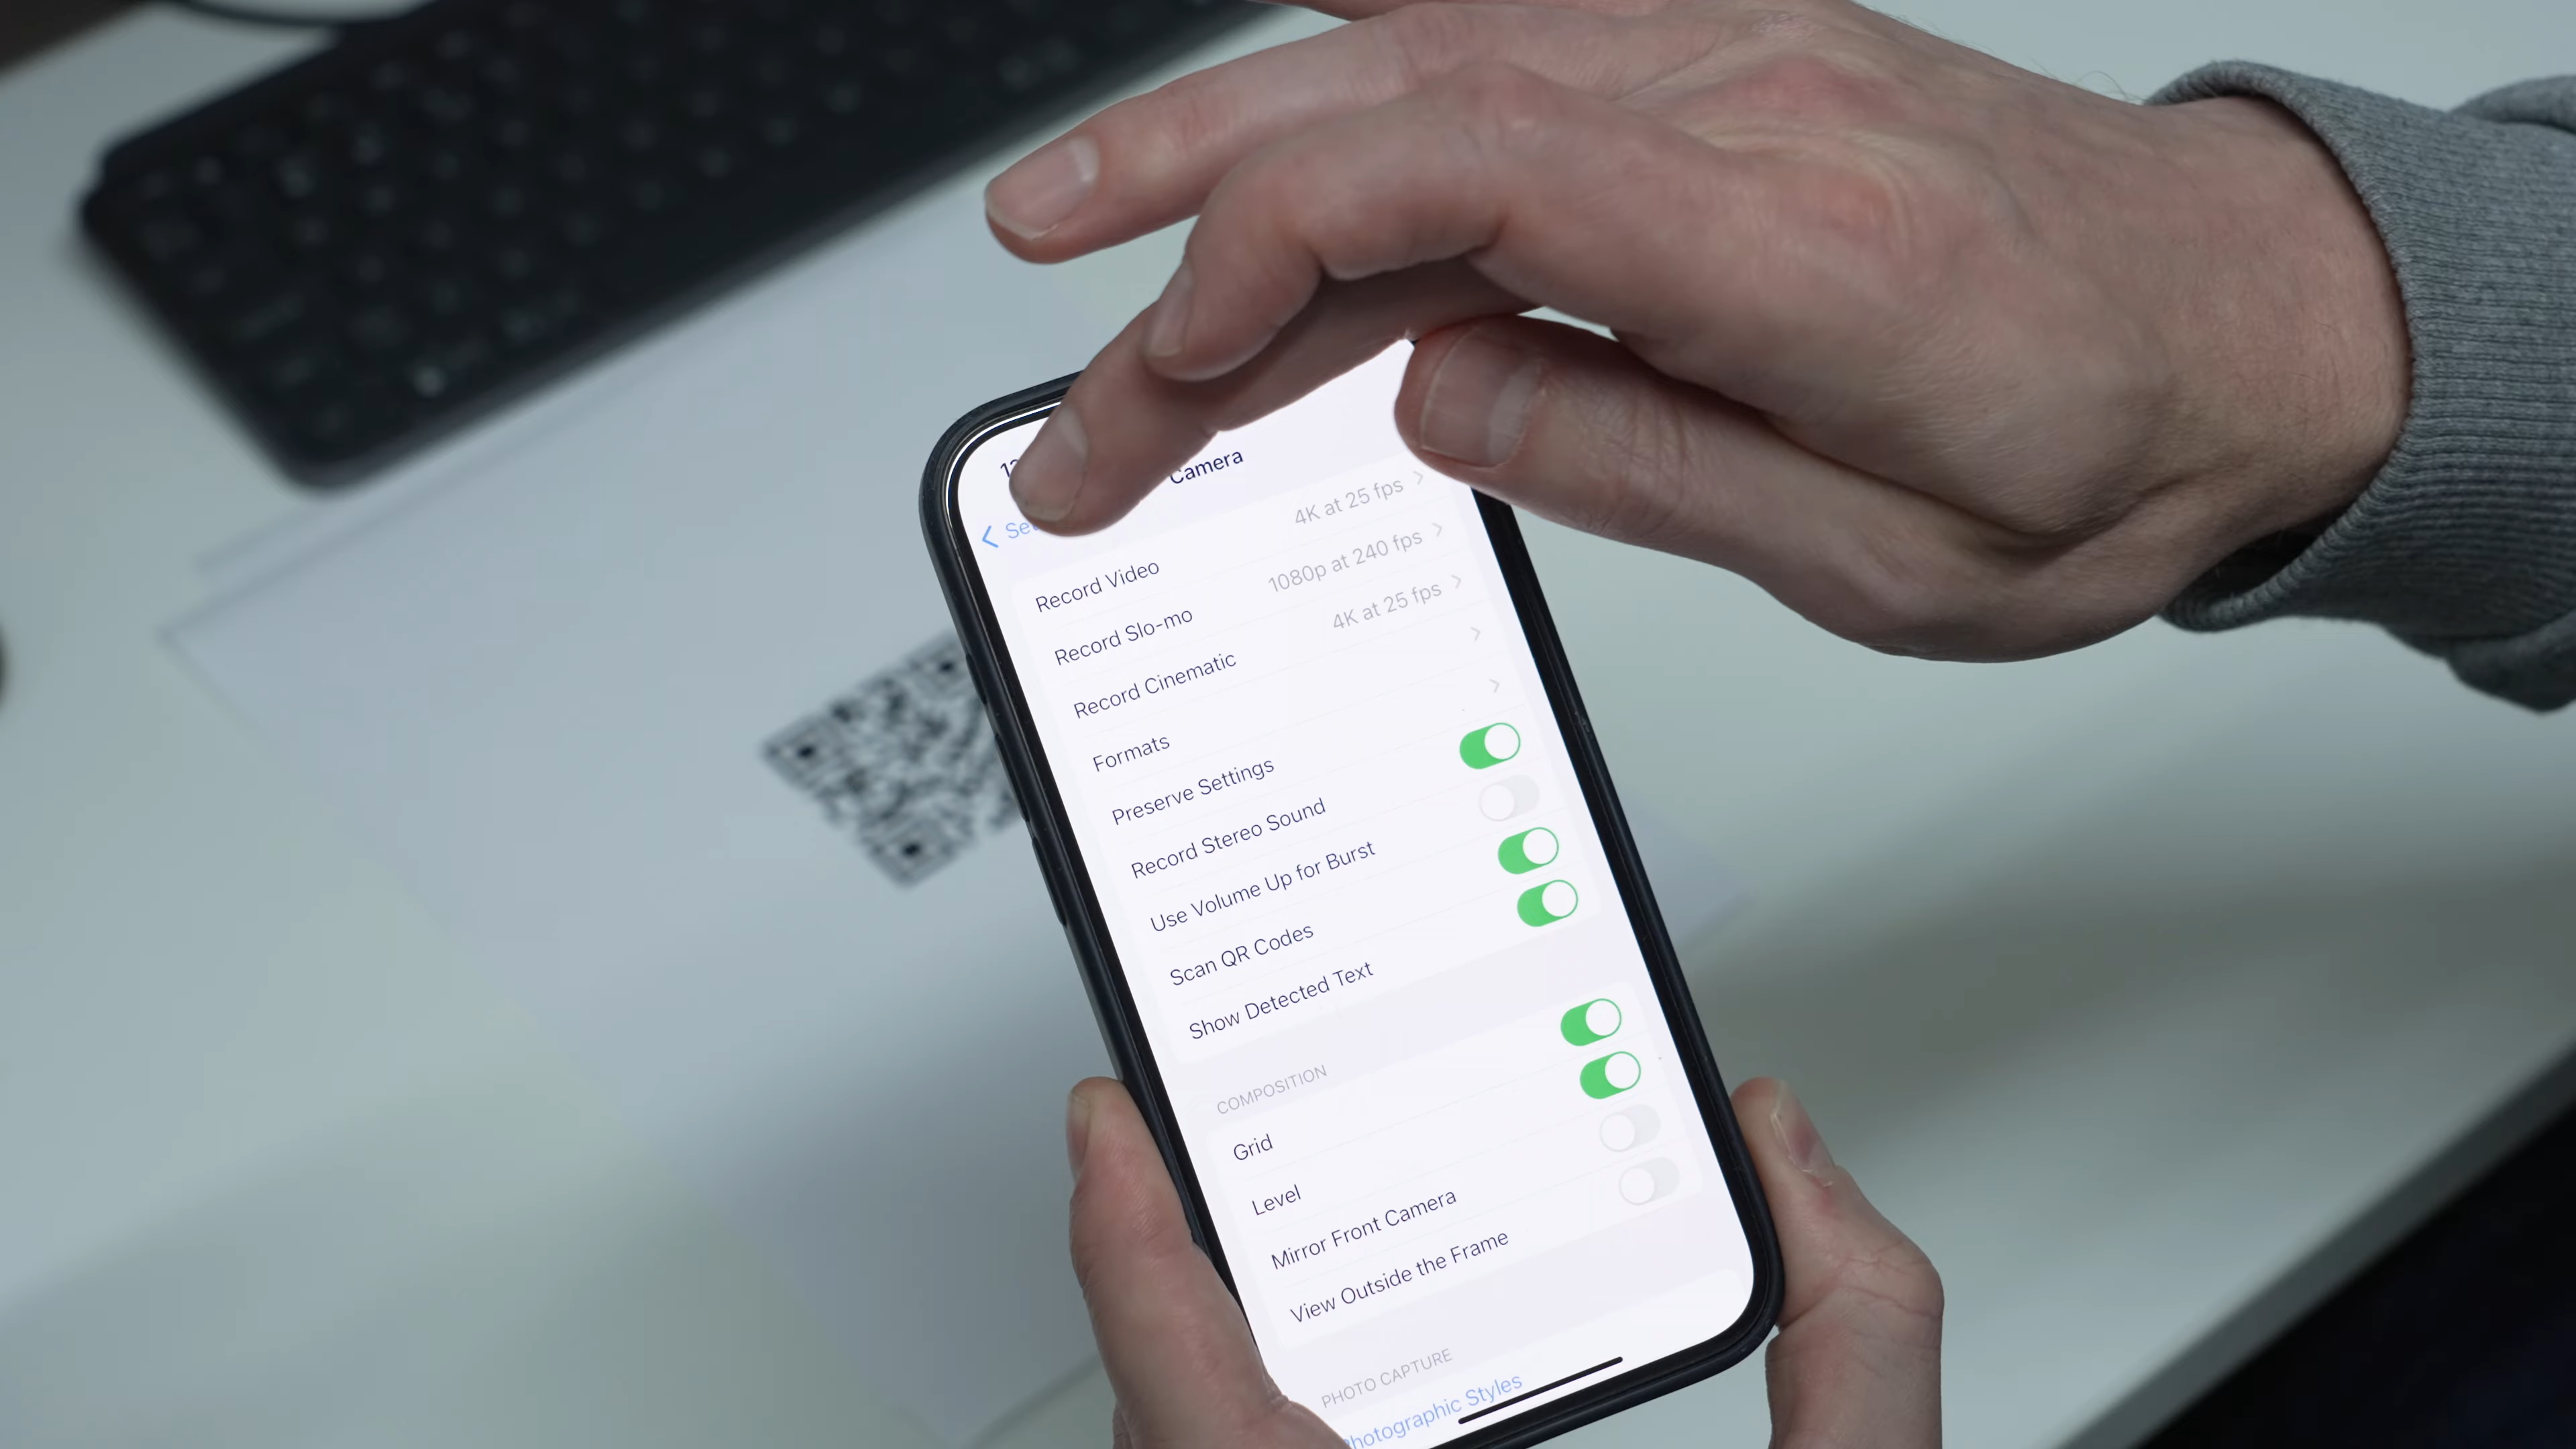 Camera
Record Video 4K at 25 fps
Record Slo-mo 1080p at 240 fps
Record Cinematic 4K at 25 fps
Formats
Preserve Settings
Record Stereo Sound
Use Volume Up for Burst
Scan QR Codes
Show Detected Text
COMPOSITION
Grid
Level
Mirror Front Camera
View Outside the Frame
PHOTO CAPTURE
Photographic Styles